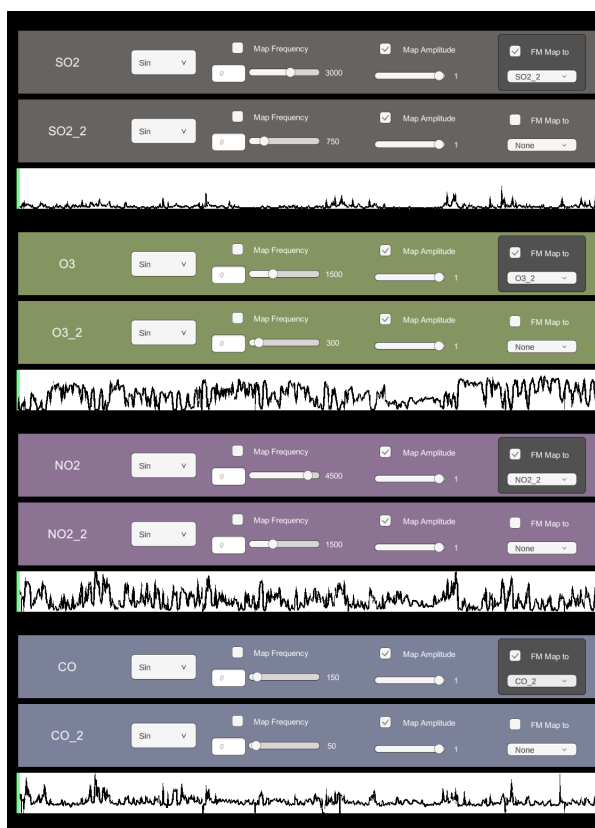 Map Frequency Map Amplitude FM Map to
SO2 Sin v 0 3000 1 SO2_2
Map Frequency Map Amplitude FM Map to
SO2_2 Sin v 0 750 1 None
Map Frequency Map Amplitude FM Map to
O3 Sin v 0 1500 1 O3_2
Map Frequency Map Amplitude FM Map to
O3_2 Sin v 0 300 1 None
Map Frequency Map Amplitude FM Map to
NO2 Sin v 0 4500 1 NO2_2
Map Frequency Map Amplitude FM Map to
NO2_2 Sin v 0 1500 1 None
Map Frequency Map Amplitude FM Map to
CO Sin v 0 150 1 CO_2
Map Frequency Map Amplitude FM Map to
CO_2 Sin v 0 50 1 None